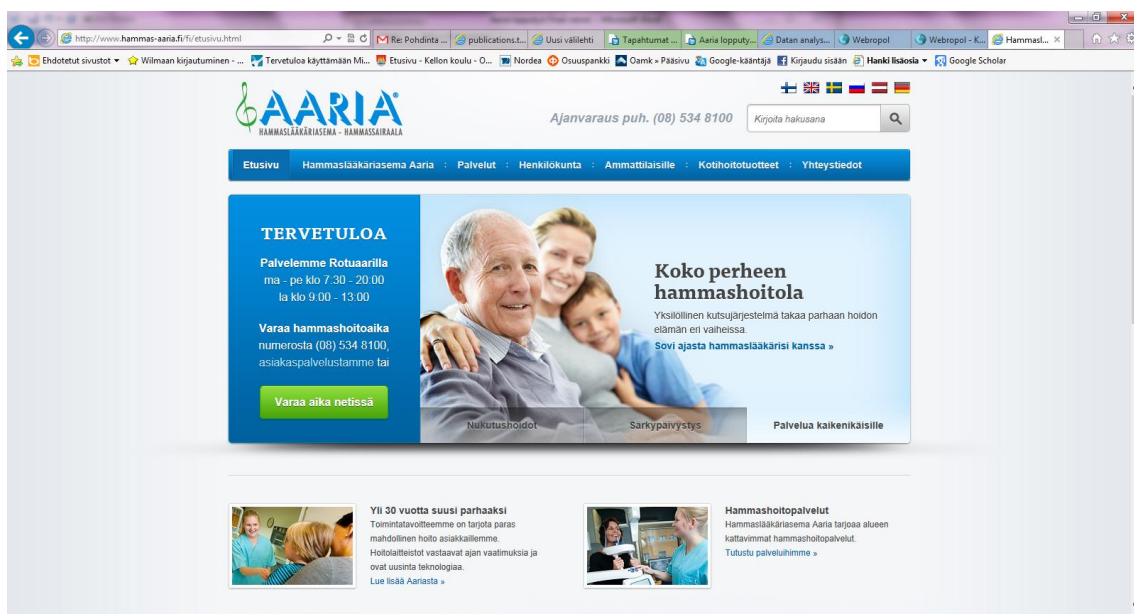 http://www.hammas-aaria.fi/fi/etusivu.html
Re: Pohdinta ...
publications.t...
Uusi välilehti
Tapahtumat ...
Aaria lopputy...
Datan analys...
Webropol
Webropol - K...
Hammasl...
Ehdotetut sivustot
Wilmaan kirjautuminen - ...
Tervetuloa käyttämään Mi...
Etusivu - Kellon koulu - O...
Nordea
Osuuspankki
Oamk » Pääsivu
Google-kääntäjä
Kirjaudu sisään
Hanki lisäosia
Google Scholar
AARIA
HAMMASLÄÄKÄRIASEMA - HAMMASSAIRAALA
Ajanvaraus puh. (08) 534 8100
Kirjoita hakusana
Etusivu
Hammaslääkäriasema Aaria
Palvelut
Henkilökunta
Ammattilaisille
Kotihoitotuotteet
Yhteystiedot
TERVETULOA
Palvelemme Rotuaarilla
ma - pe klo 7:30 - 20:00
la klo 9:00 - 13:00
Varaa hammashoitoaika
numerosta (08) 534 8100,
asiakaspalvelustamme tai
Varaa aika netissä
Koko perheen
hammashoitola
Yksilöllinen kutsujärjestelmä takaa parhaan hoidon
elämän eri vaiheissa.
Sovi ajasta hammaslääkärisi kanssa »
Nukutushoidot
Särkypäivystys
Palvelua kaikenikäisille
Yli 30 vuotta suusi parhaaksi
Toimintatavoitteemme on tarjota paras
mahdollinen hoito asiakkaillemme.
Hoitolaitteistot vastaavat ajan vaatimuksia ja
ovat uusinta teknologiaa.
Lue lisää Aariasta »
Hammashoitopalvelut
Hammaslääkäriasema Aaria tarjoaa alueen
kattavimmat hammashoitopalvelut.
Tutustu palveluihimme »